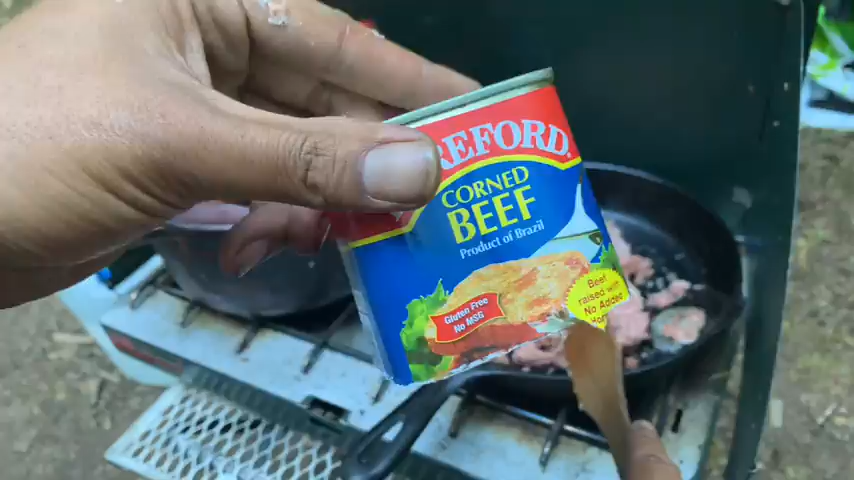 REFORD
CORNED
BEEF
Product of Brazil
Gluten Free
No MSG
Beef
raised with
No Added